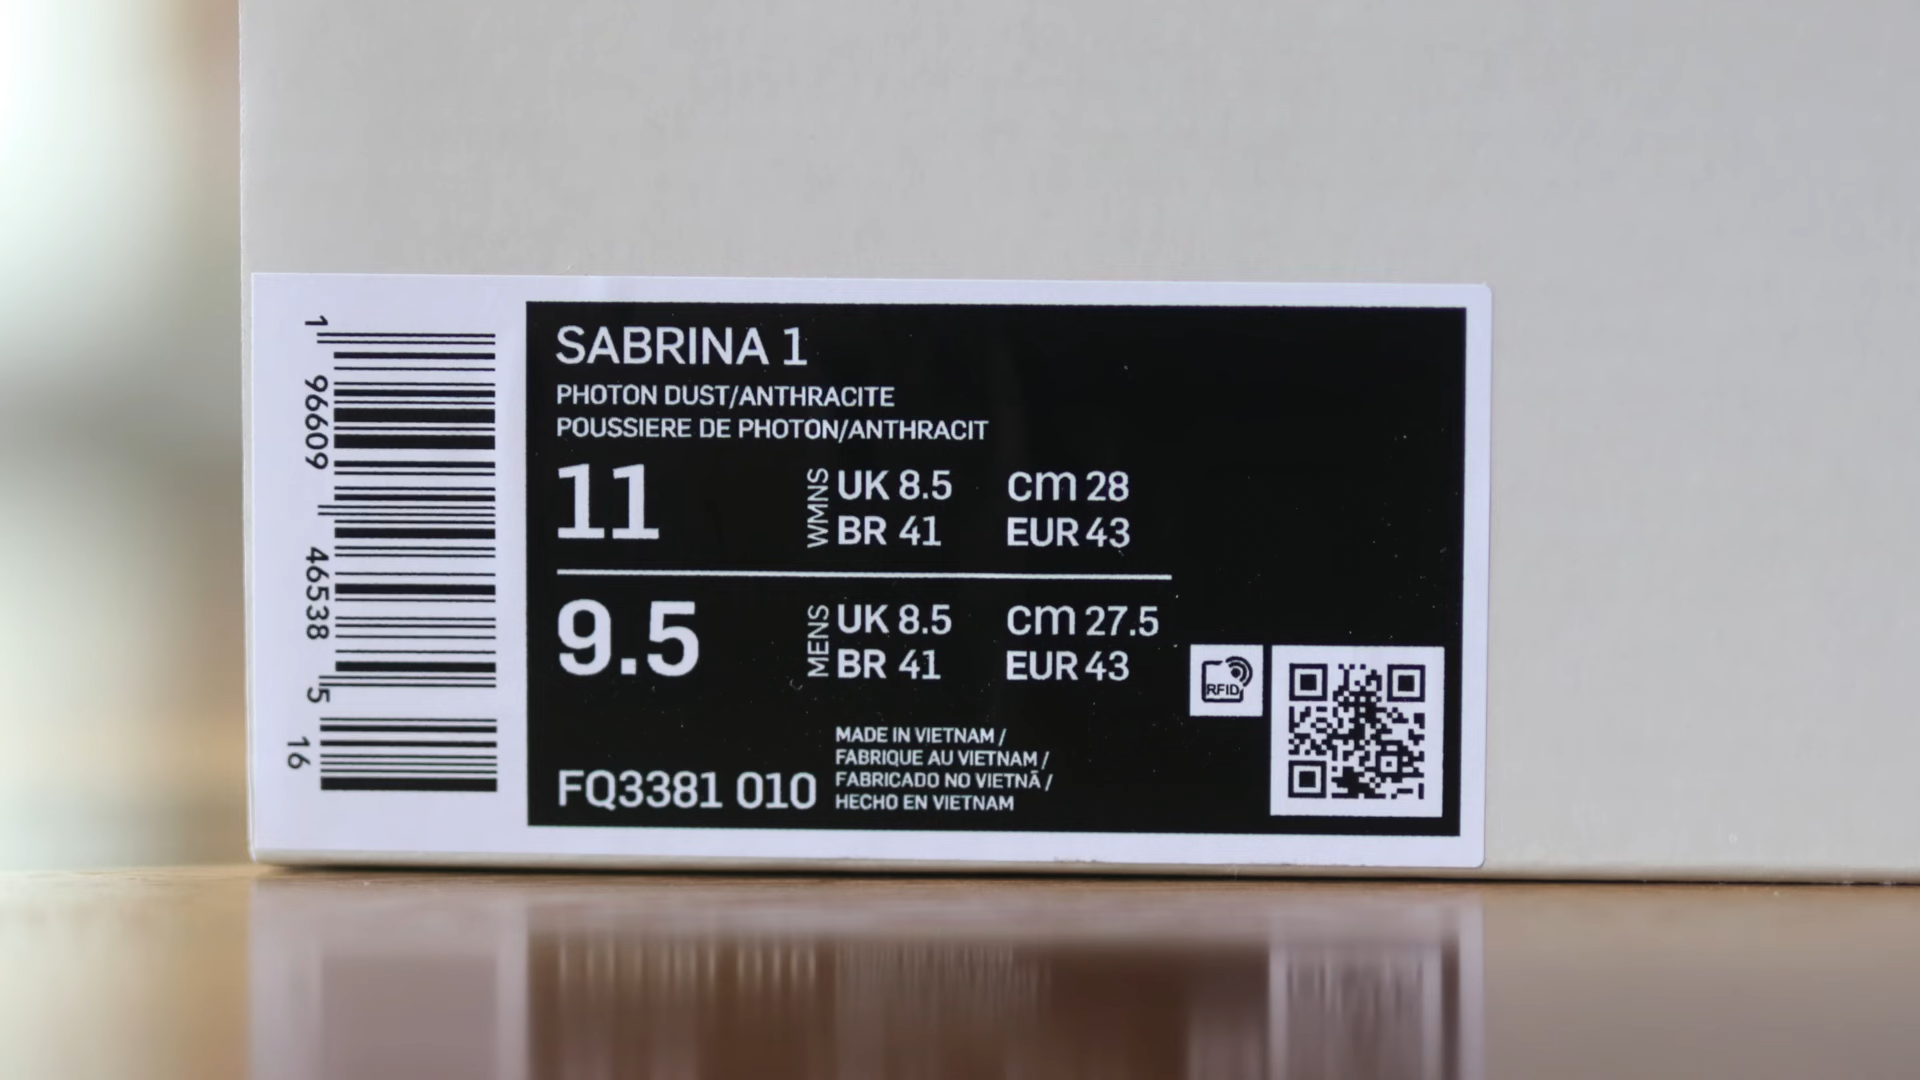 1 96609 46538 5
16
SABRINA 1
PHOTON DUST/ANTHRACITE
POUSSIERE DE PHOTON/ANTHRACIT
11 WMNS UK 8.5 cm 28
BR 41 EUR 43
9.5 MENS UK 8.5 cm 27.5
BR 41 EUR 43
RFID
MADE IN VIETNAM /
FABRIQUE AU VIETNAM /
FABRICADO NO VIETNÃ /
HECHO EN VIETNAM
FQ3381 010